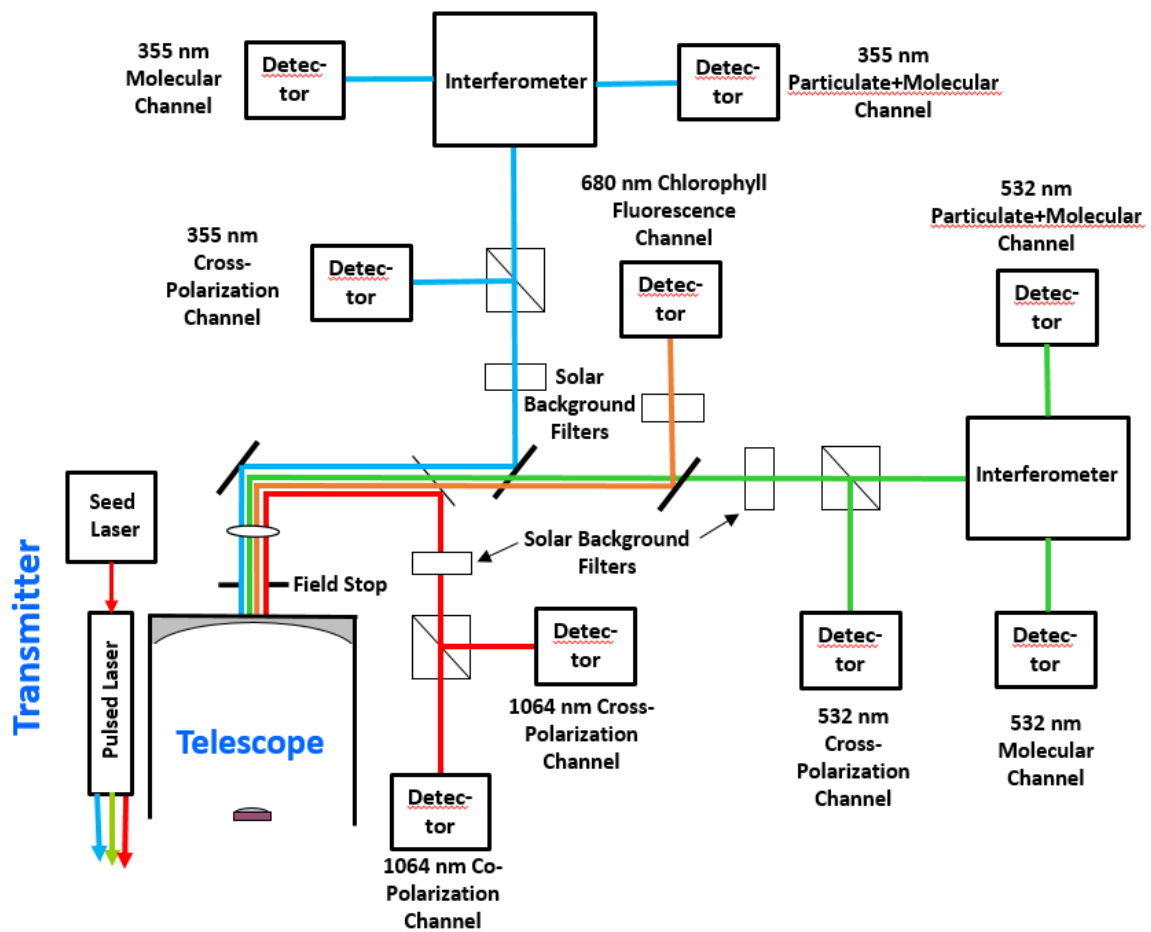 355 nm
Molecular
Channel
Detec-
tor
Interferometer
Detec-
tor
355 nm
Particulate+Molecular
Channel
680 nm Chlorophyll
Fluorescence
Channel
532 nm
Particulate+Molecular
Channel
355 nm
Cross-
Polarization
Channel
Detec-
tor
Detec-
tor
Detec-
tor
Solar
Background
Filters
Interferometer
Seed
Laser
Solar Background
Filters
Field Stop
Transmitter
Pulsed Laser
Telescope
Detec-
tor
1064 nm Cross-
Polarization
Channel
Detec-
tor
532 nm
Cross-
Polarization
Channel
Detec-
tor
532 nm
Molecular
Channel
Detec-
tor
1064 nm Co-
Polarization
Channel